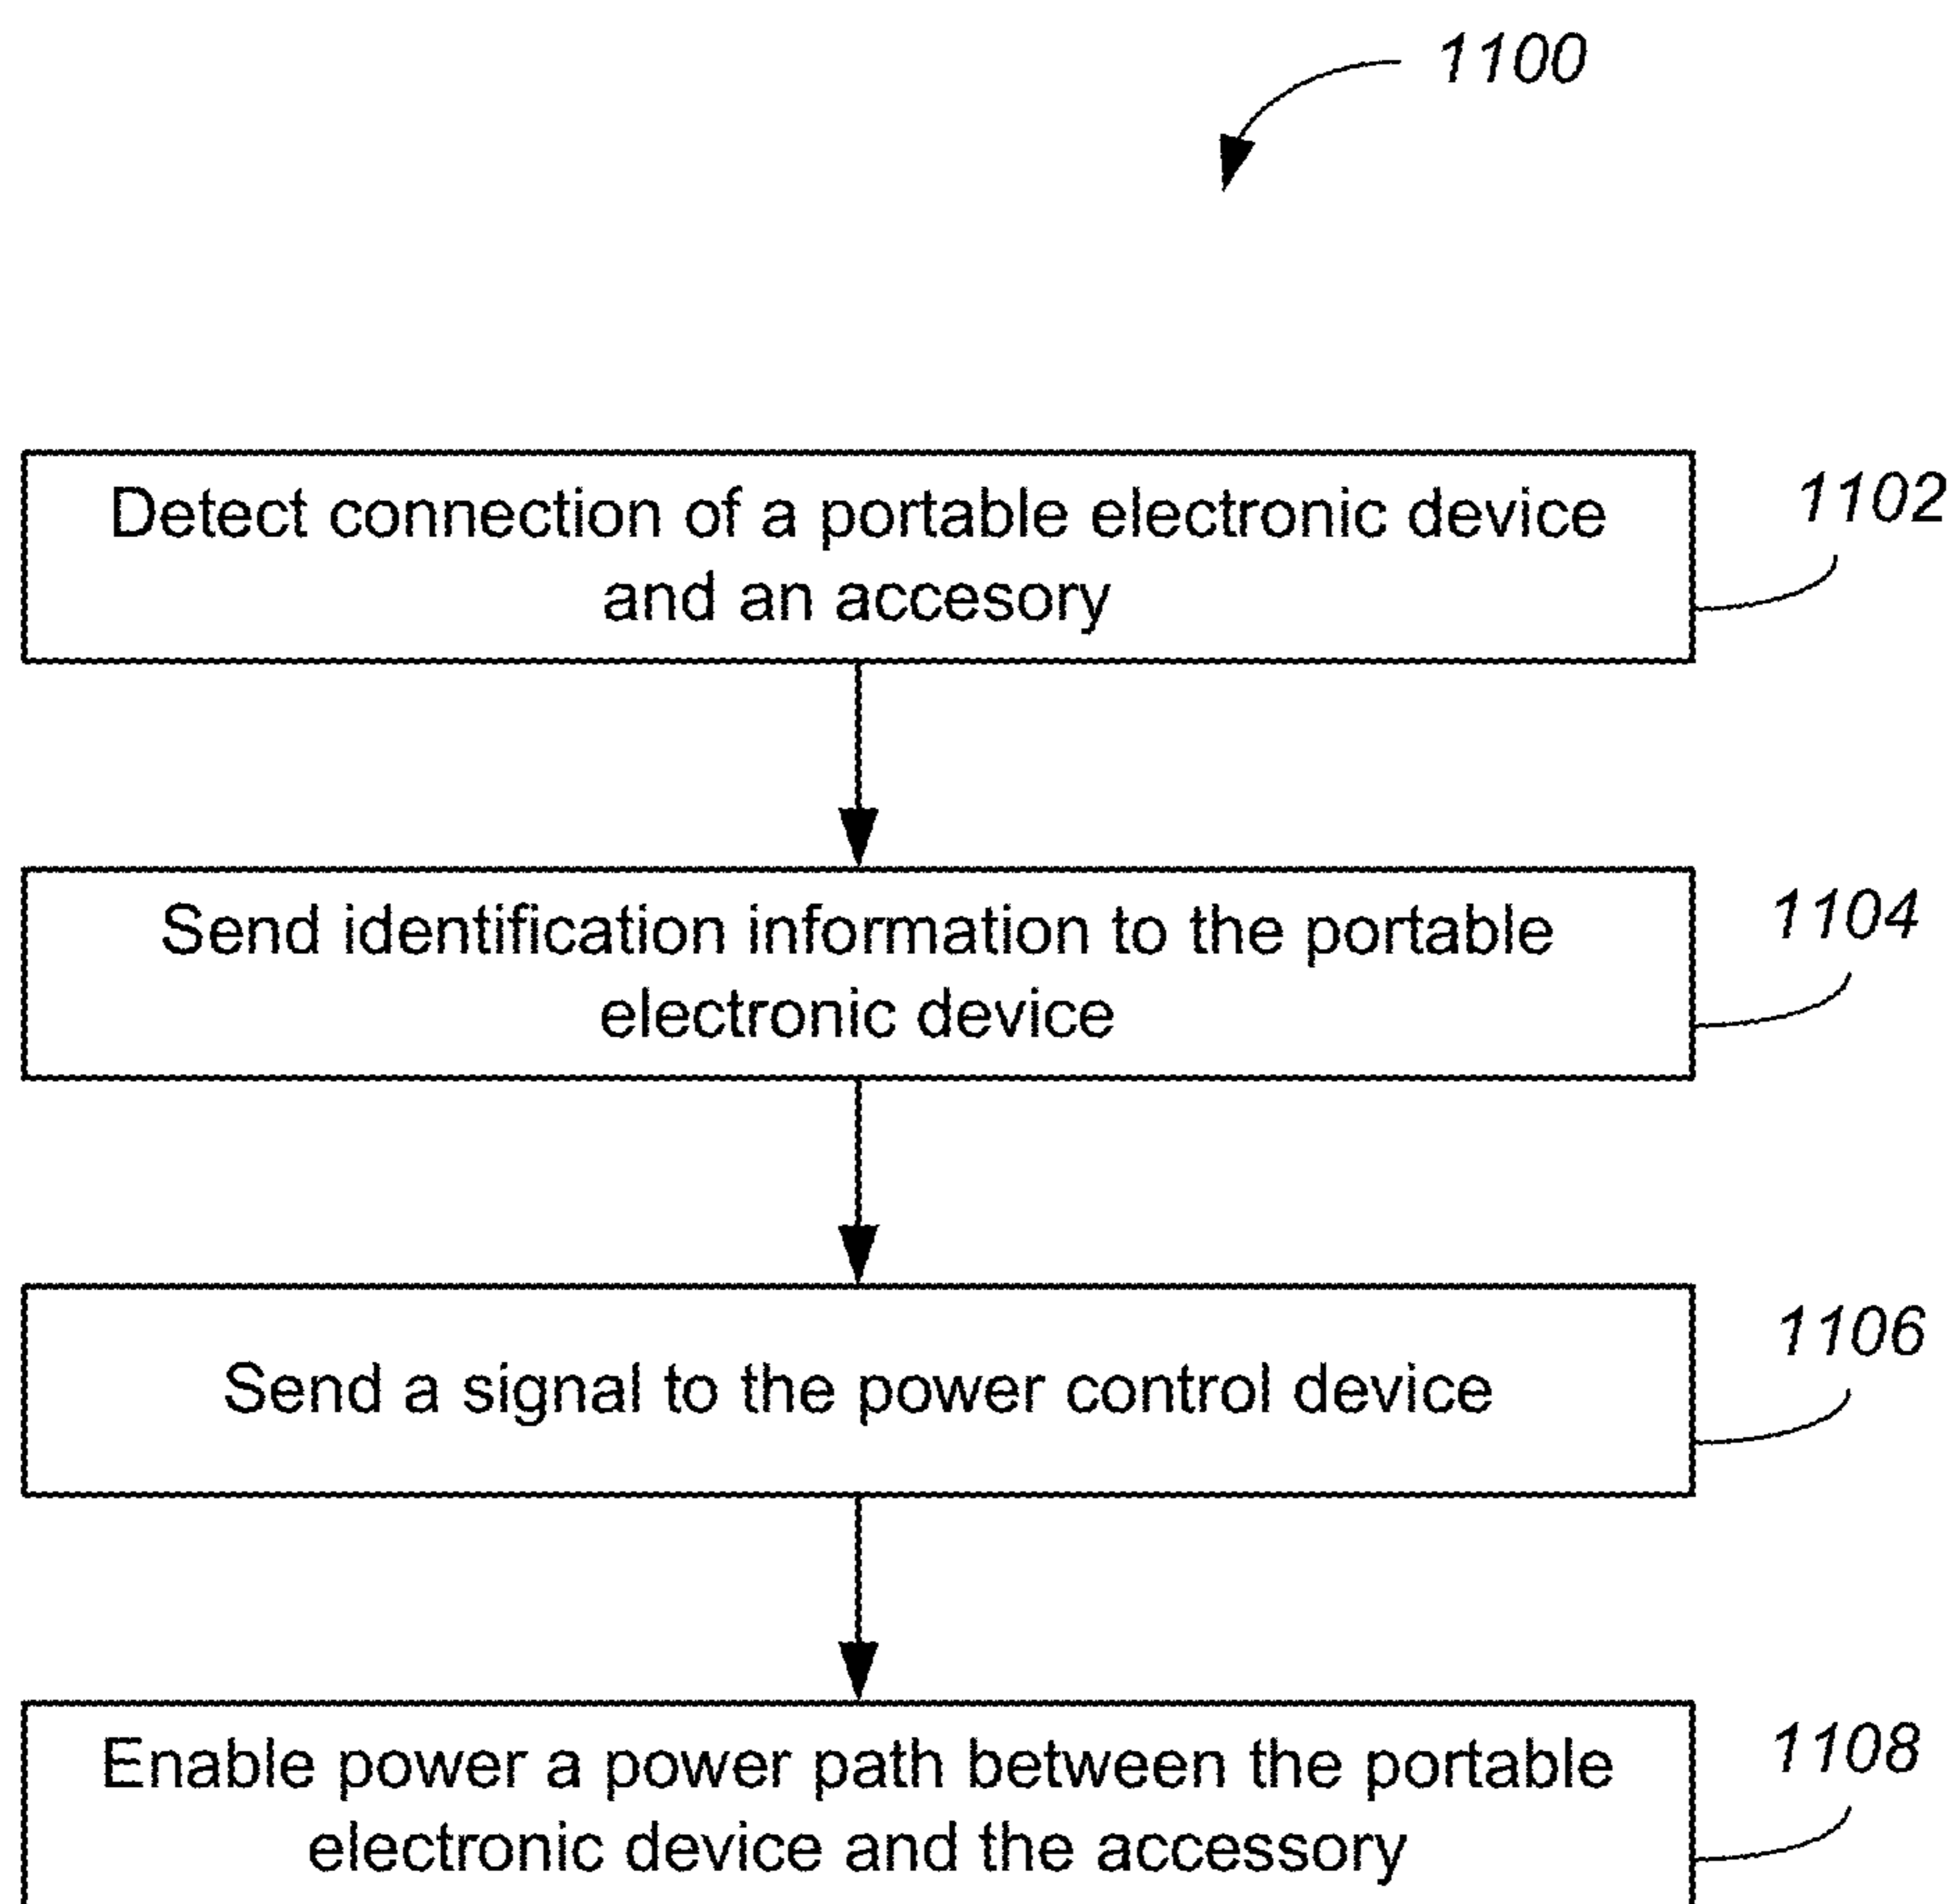 1100
Detect connection of a portable electronic device
and an accesory
1102
Send identification information to the portable
electronic device
1104
Send a signal to the power control device
1106
Enable power a power path between the portable
electronic device and the accessory
1108